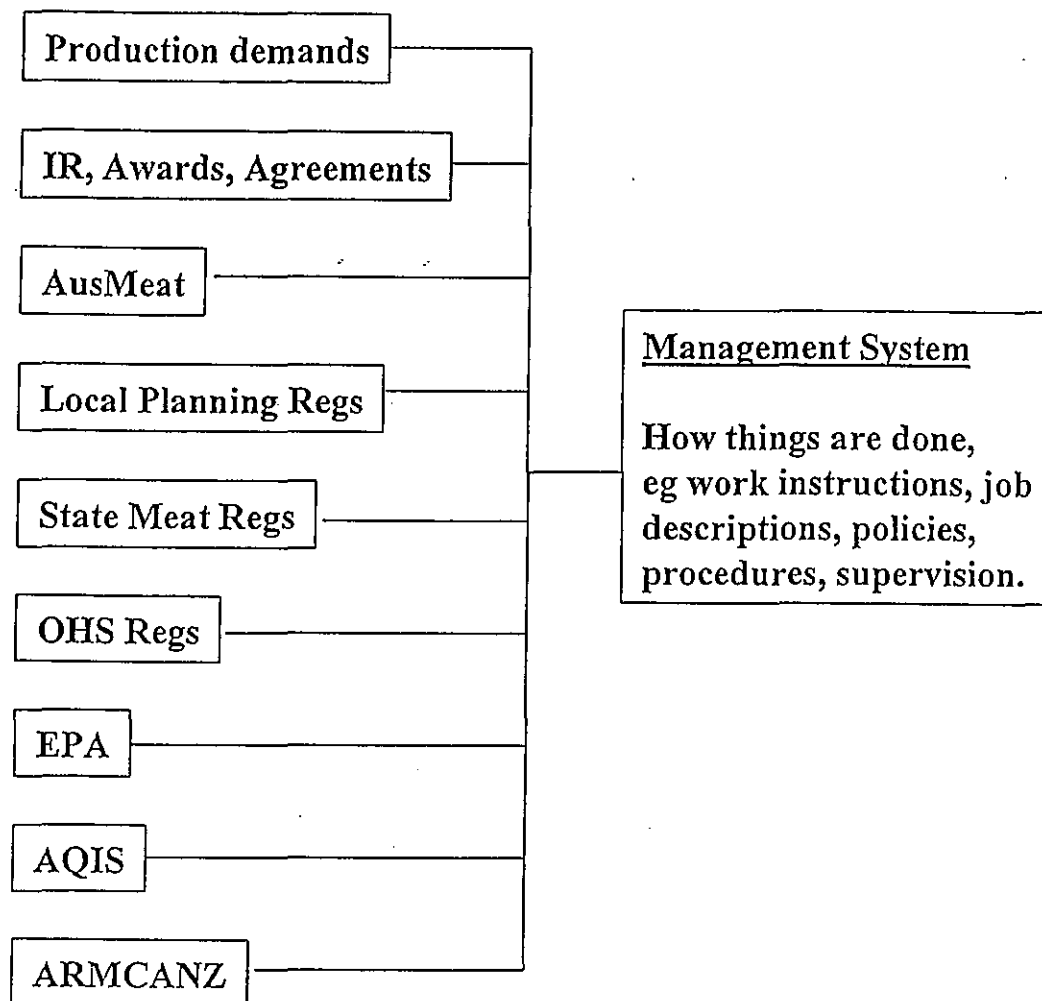 Production demands
IR, Awards, Agreements
AusMeat
Local Planning Regs
State Meat Regs
OHS Regs
EPA
AQIS
ARMCANZ
Management System
How things are done,
eg work instructions, job
descriptions, policies,
procedures, supervision.